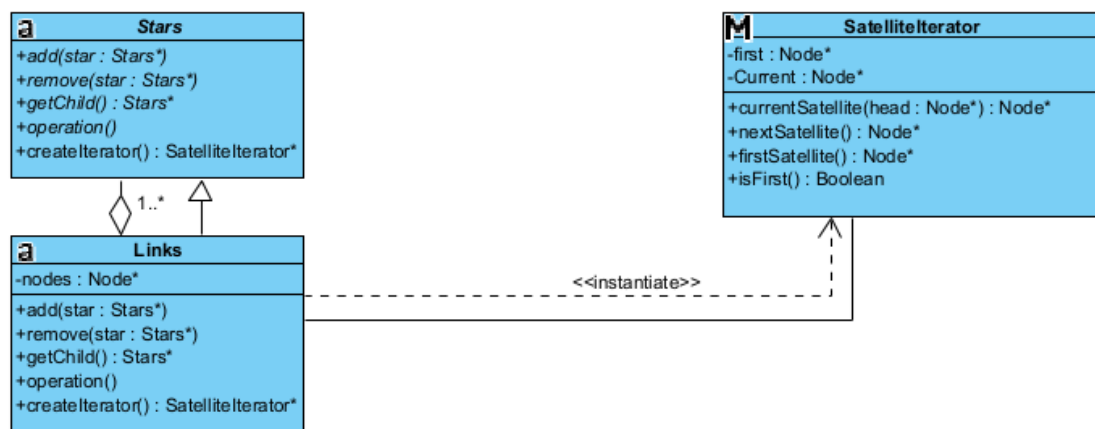 a
Stars
+add(star : Stars*)
+remove(star : Stars*)
+getChild() : Stars*
+operation()
+createIterator() : SatelliteIterator*
1..*
a
Links
-nodes : Node*
+add(star : Stars*)
+remove(star : Stars*)
+getChild() : Stars*
+operation()
+createIterator() : SatelliteIterator*
<<instantiate>>
M
SatelliteIterator
-first : Node*
-Current : Node*
+currentSatellite(head : Node*) : Node*
+nextSatellite() : Node*
+firstSatellite() : Node*
+isFirst() : Boolean